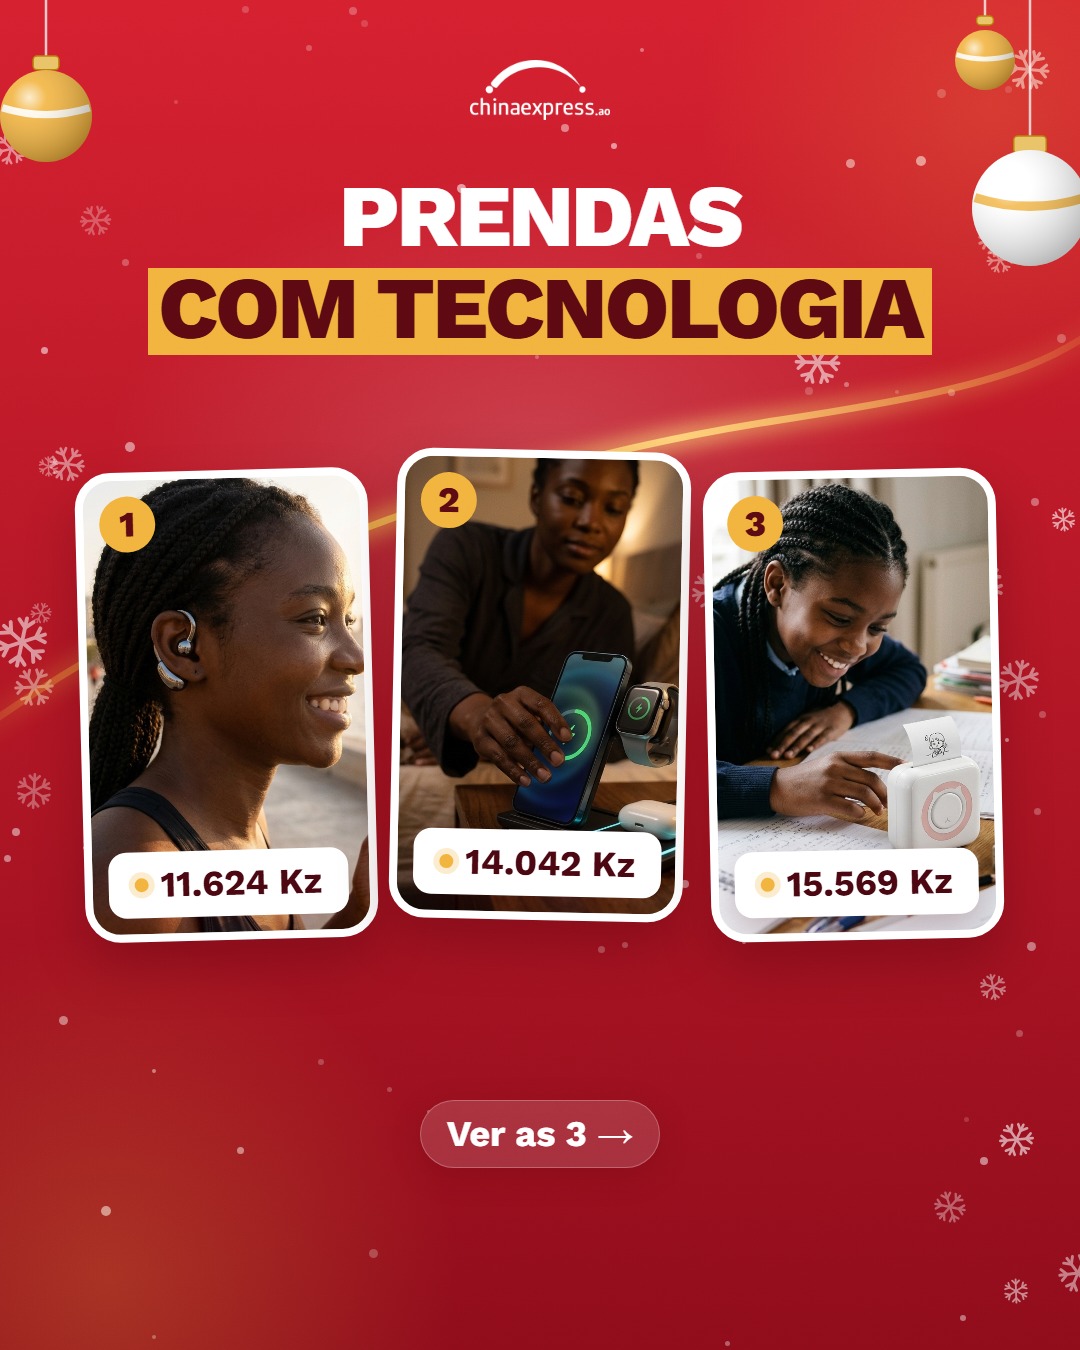 chinaexpress.ao
PRENDAS
COM TECNOLOGIA
1
11.624 Kz
2
14.042 Kz
3
15.569 Kz
Ver as 3 →